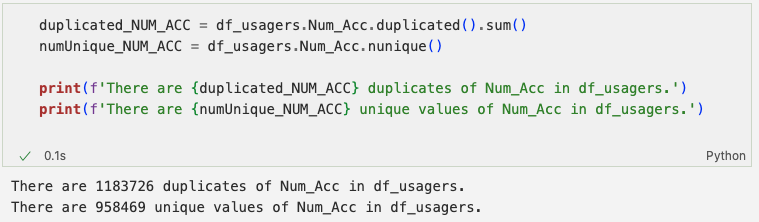 duplicated_NUM_ACC = df_usagers.Num_Acc.duplicated().sum()
numUnique_NUM_ACC = df_usagers.Num_Acc.nunique()
print(f'There are {duplicated_NUM_ACC} duplicates of Num_Acc in df_usagers.')
print(f'There are {numUnique_NUM_ACC} unique values of Num_Acc in df_usagers.')
✓ 0.1s Python
There are 1183726 duplicates of Num_Acc in df_usagers.
There are 958469 unique values of Num_Acc in df_usagers.